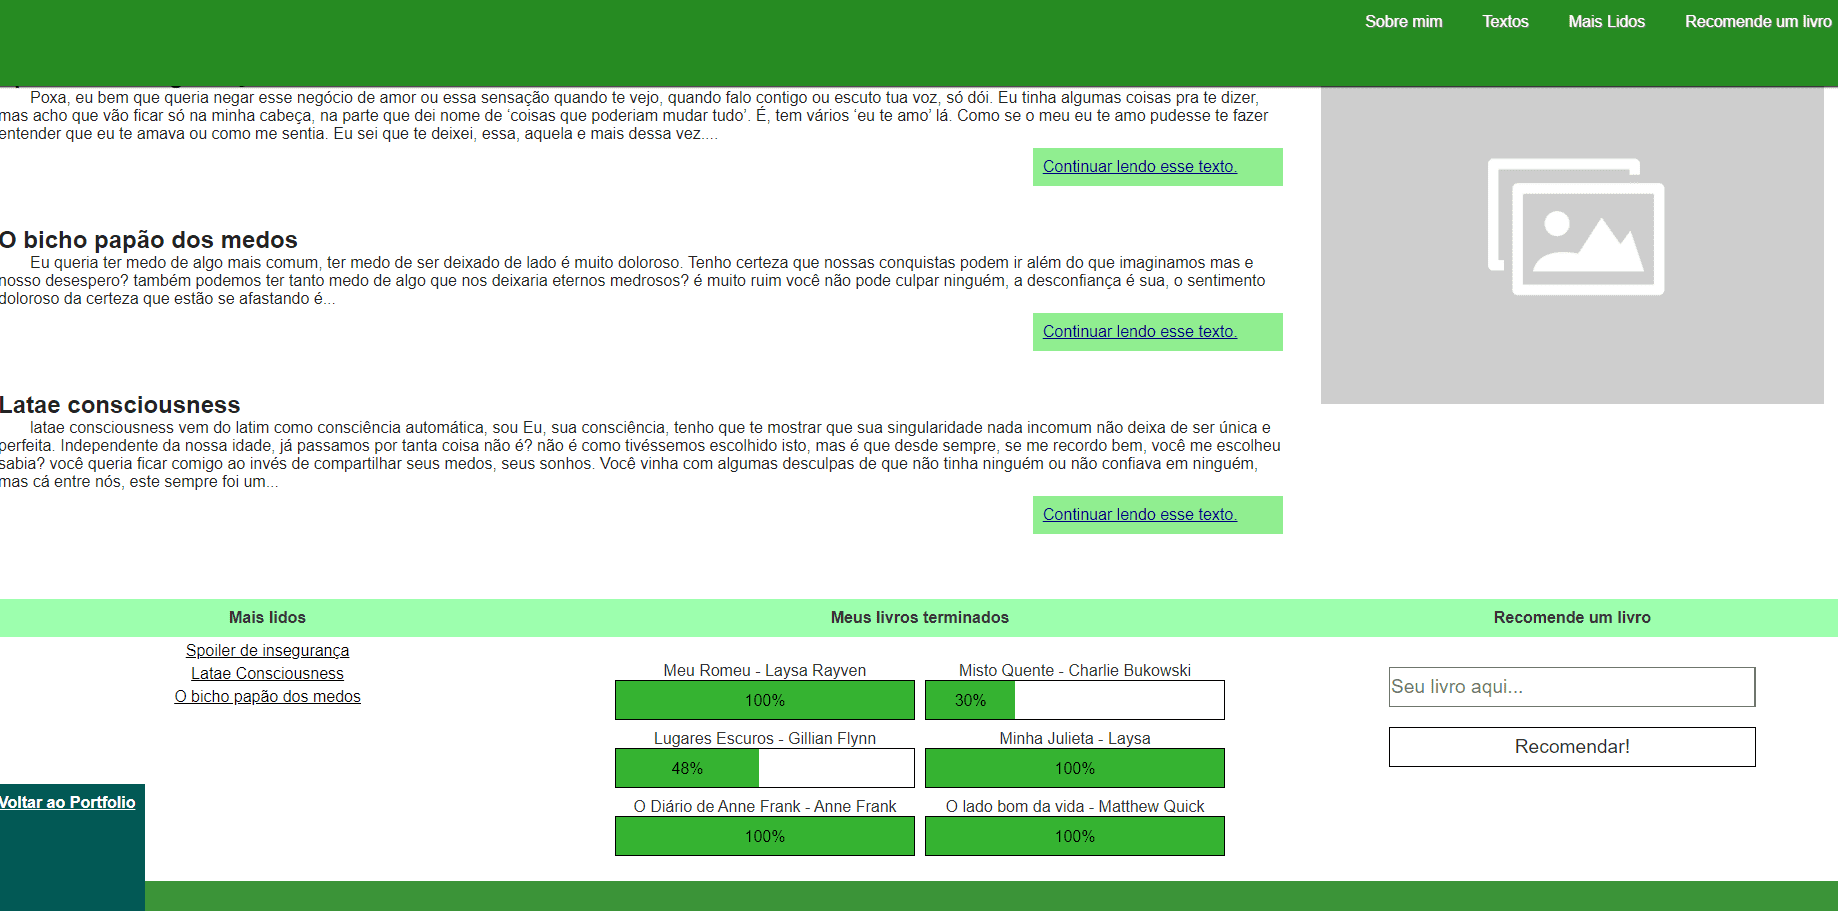 Sobre mim Textos Mais Lidos Recomende um livro
Poxa, eu bem que queria negar esse negócio de amor ou essa sensação quando te vejo, quando falo contigo ou escuto tua voz, só dói. Eu tinha algumas coisas pra te dizer,
mas acho que vão ficar só na minha cabeça, na parte que dei nome de ‘coisas que poderiam mudar tudo’. É, tem vários ‘eu te amo’ lá. Como se o meu eu te amo pudesse te fazer
entender que eu te amava ou como me sentia. Eu sei que te deixei, essa, aquela e mais dessa vez....
Continuar lendo esse texto.
O bicho papão dos medos
Eu queria ter medo de algo mais comum, ter medo de ser deixado de lado é muito doloroso. Tenho certeza que nossas conquistas podem ir além do que imaginamos mas e
nosso desespero? também podemos ter tanto medo de algo que nos deixaria eternos medrosos? é muito ruim você não pode culpar ninguém, a desconfiança é sua, o sentimento
doloroso da certeza que estão se afastando é...
Continuar lendo esse texto.
Latae consciousness
latae consciousness vem do latim como consciência automática, sou Eu, sua consciência, tenho que te mostrar que sua singularidade nada incomum não deixa de ser única e
perfeita. Independente da nossa idade, já passamos por tanta coisa não é? não é como tivéssemos escolhido isto, mas é que desde sempre, se me recordo bem, você me escolheu
sabia? você queria ficar comigo ao invés de compartilhar seus medos, seus sonhos. Você vinha com algumas desculpas de que não tinha ninguém ou não confiava em ninguém,
mas cá entre nós, este sempre foi um...
Continuar lendo esse texto.
Mais lidos
Spoiler de insegurança
Latae Consciousness
O bicho papão dos medos
Meus livros terminados
Meu Romeu - Laysa Rayven
100%
Misto Quente - Charlie Bukowski
30%
Lugares Escuros - Gillian Flynn
48%
Minha Julieta - Laysa
100%
O Diário de Anne Frank - Anne Frank
100%
O lado bom da vida - Matthew Quick
100%
Recomende um livro
Seu livro aqui...
Recomendar!
Voltar ao Portfolio